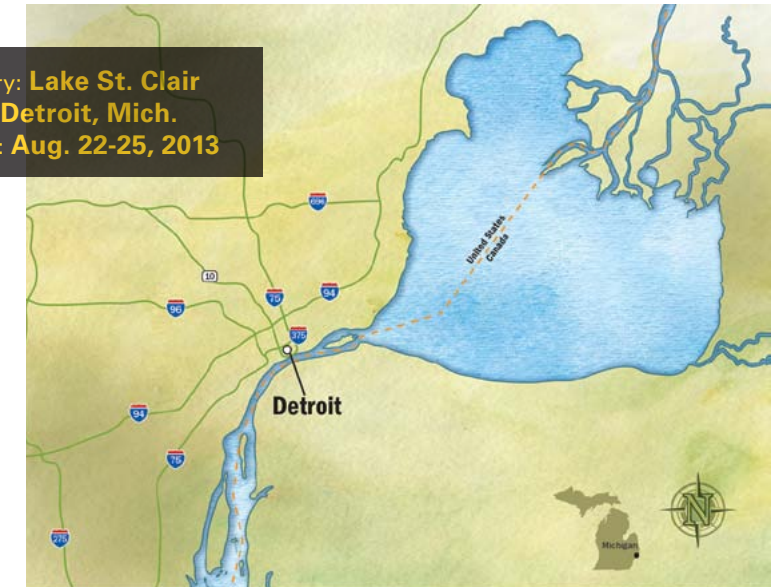 ry: Lake St. Clair
Detroit, Mich.
: Aug. 22-25, 2013
696
United States
Canada
10
75
94
96
375
Detroit
94
75
275
Michigan
N